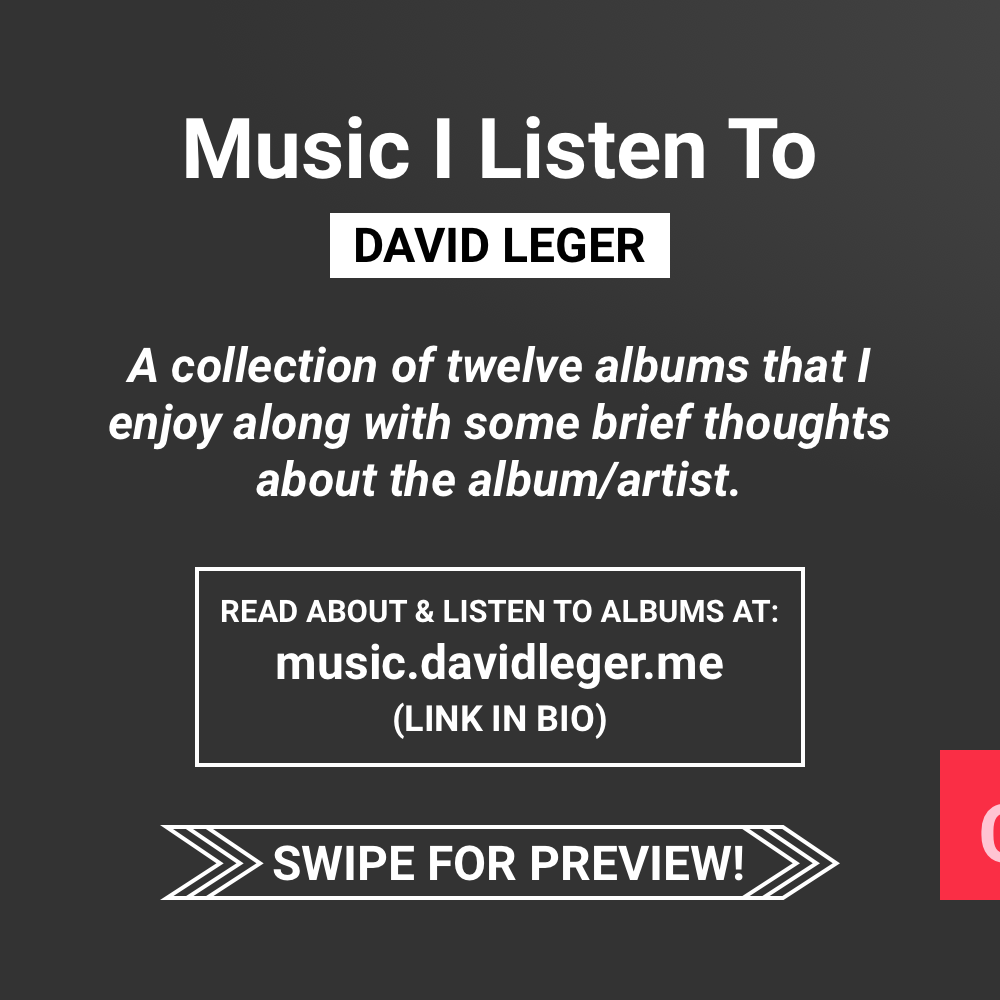 Music I Listen To
DAVID LEGER
A collection of twelve albums that I
enjoy along with some brief thoughts
about the album/artist.
READ ABOUT & LISTEN TO ALBUMS AT:
music.davidleger.me
(LINK IN BIO)
SWIPE FOR PREVIEW!